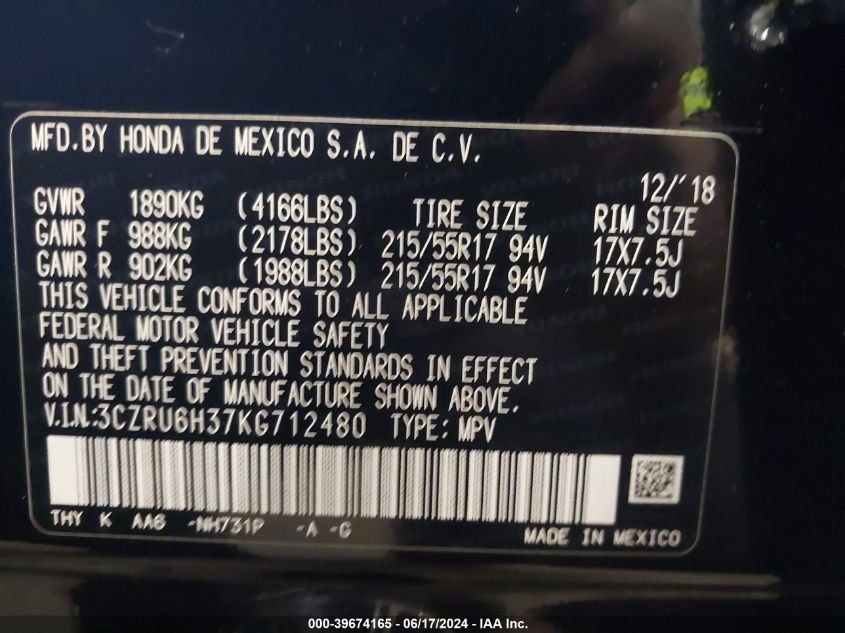 MFD.BY HONDA DE MEXICO S.A. DE C.V.
12/'18
GVWR 1890KG (4166LBS) TIRE SIZE RIM SIZE
GAWR F 988KG (2178LBS) 215/55R17 94V 17X7.5J
GAWR R 902KG (1988LBS) 215/55R17 94V 17X7.5J
THIS VEHICLE CONFORMS TO ALL APPLICABLE
FEDERAL MOTOR VEHICLE SAFETY
AND THEFT PREVENTION STANDARDS IN EFFECT
ON THE DATE OF MANUFACTURE SHOWN ABOVE.
V.I.N:3CZRU6H37KG712480 TYPE: MPV
THY K AA6 -NH731P -A -G
MADE IN MEXICO
000-39674165 - 06/17/2024 - IAA Inc.